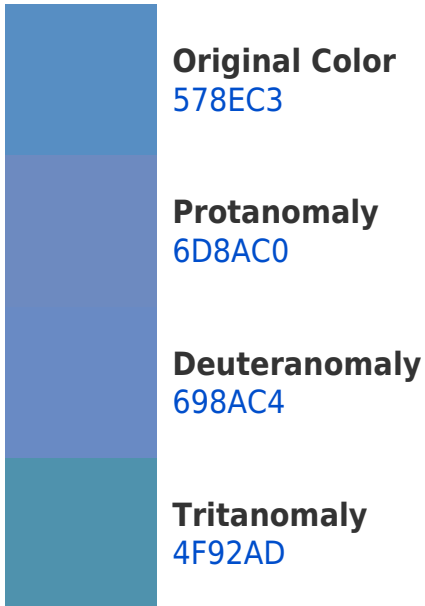 Original Color
578EC3
Protanomaly
6D8AC0
Deuteranomaly
698AC4
Tritanomaly
4F92AD